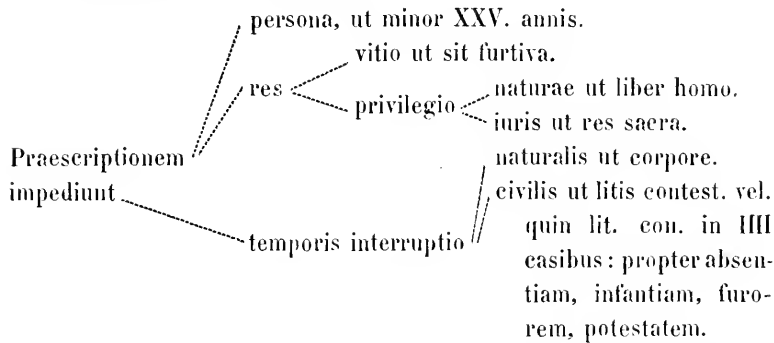 persona, ut minor XXV. annis.
vitio ut sit furtiva.
res
privilegio
naturae ut liber homo.
iuris ut res sacra.
Praescriptionem
impediunt
naturalis ut corpore.
civilis ut litis contest. vel.
quin lit. con. in IIII
casibus: propter absen-
tiam, infantiam, furo-
rem, potestatem.
temporis interruptio